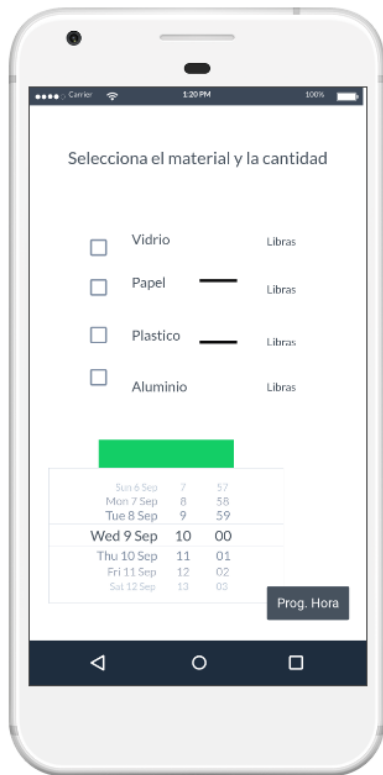 Carrier 1:20 PM 100%
Selecciona el material y la cantidad
Vidrio Libras
Papel Libras
Plastico Libras
Aluminio Libras
Sun 6 Sep 7 57
Mon 7 Sep 8 58
Tue 8 Sep 9 59
Wed 9 Sep 10 00
Thu 10 Sep 11 01
Fri 11 Sep 12 02
Sat 12 Sep 13 03
Prog. Hora